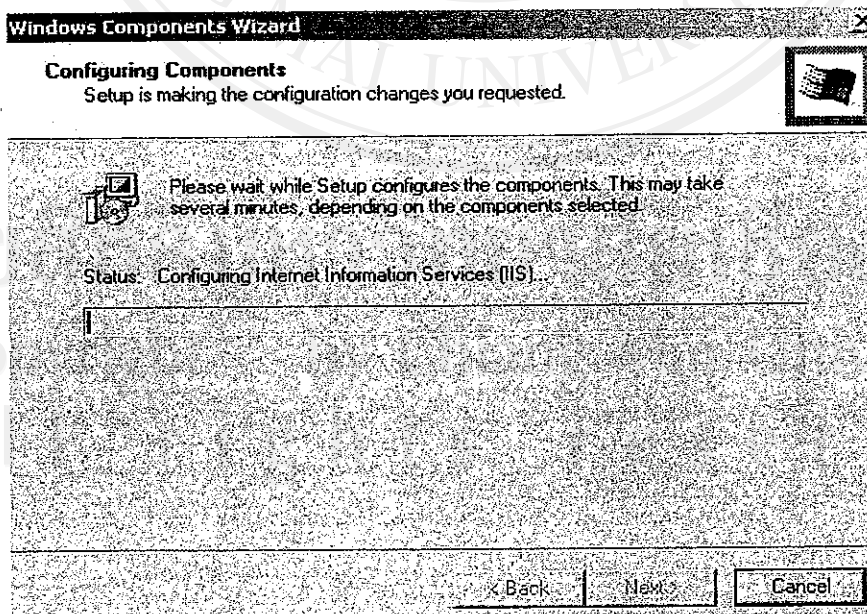 Windows Components Wizard
Configuring Components
Setup is making the configuration changes you requested.
Please wait while Setup configures the components. This may take
several minutes, depending on the components selected.
Status: Configuring Internet Information Services (IIS)...
< Back
Next >
Cancel